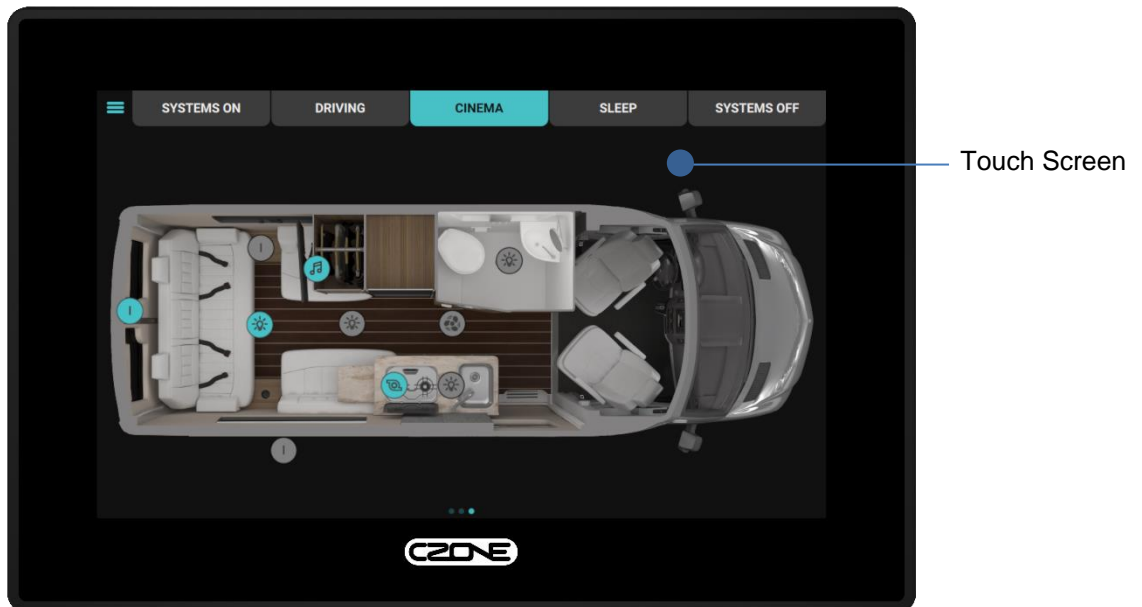 SYSTEMS ON
DRIVING
CINEMA
SLEEP
SYSTEMS OFF
Touch Screen
CZONE